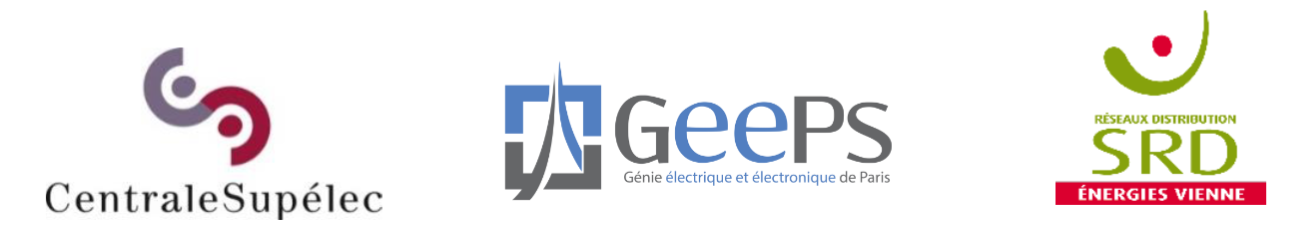 CentraleSupélec
GeePs
Génie électrique et électronique de Paris
RÉSEAUX DISTRIBUTION
SRD
ÉNERGIES VIENNE